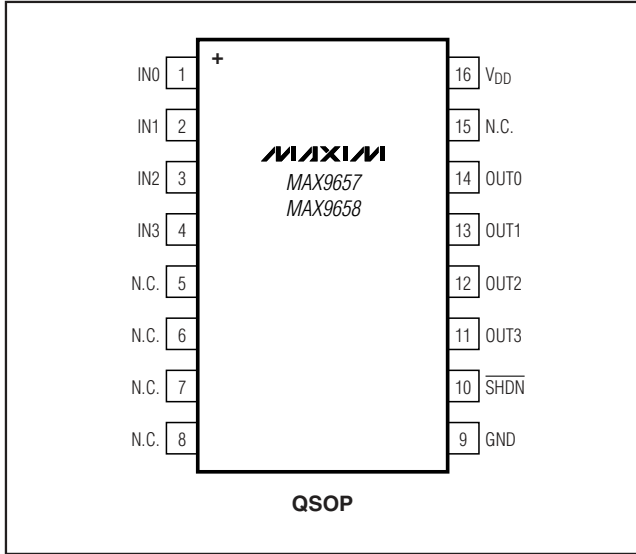 +
IN0 1
IN1 2
IN2 3
IN3 4
N.C. 5
N.C. 6
N.C. 7
N.C. 8
MAXIM
MAX9657
MAX9658
16 VDD
15 N.C.
14 OUT0
13 OUT1
12 OUT2
11 OUT3
10 S̅H̅D̅N̅
9 GND
QSOP